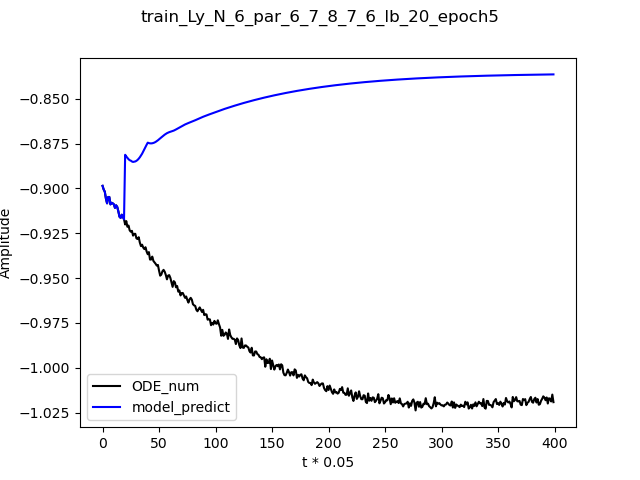 train_Ly_N_6_par_6_7_8_7_6_lb_20_epoch5
−0.850
−0.875
−0.900
−0.925
−0.950
−0.975
−1.000
−1.025
Amplitude
ODE_num
model_predict
0 50 100 150 200 250 300 350 400
t * 0.05